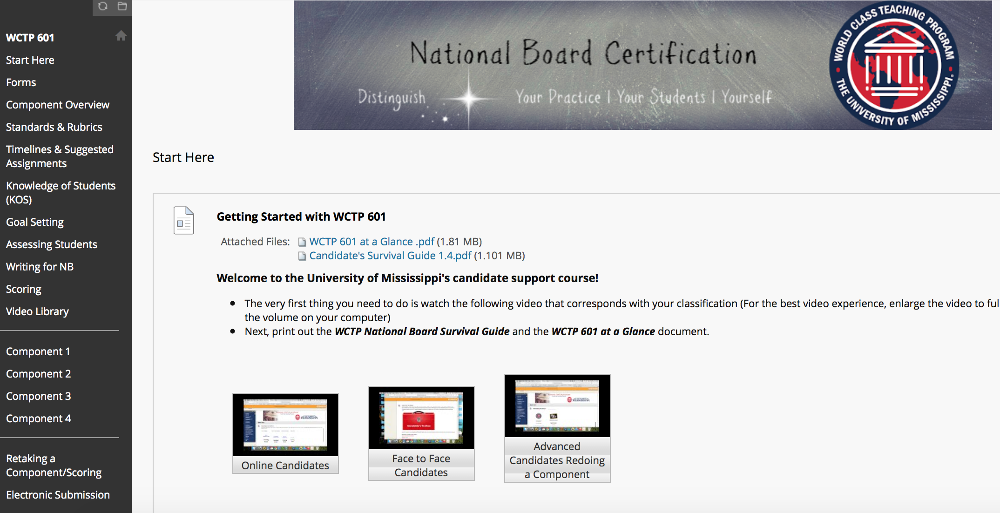 WCTP 601
Start Here
Forms
Component Overview
Standards & Rubrics
Timelines & Suggested
Assignments
Knowledge of Students
(KOS)
Goal Setting
Assessing Students
Writing for NB
Scoring
Video Library
Component 1
Component 2
Component 3
Component 4
Retaking a
Component/Scoring
Electronic Submission
National Board Certification
Distinguish Your Practice | Your Students | Yourself
WORLD CLASS TEACHING PROGRAM
THE UNIVERSITY OF MISSISSIPPI.
Start Here
Getting Started with WCTP 601
Attached Files: WCTP 601 at a Glance .pdf (1.81 MB)
Candidate's Survival Guide 1.4.pdf (1.101 MB)
Welcome to the University of Mississippi's candidate support course!
• The very first thing you need to do is watch the following video that corresponds with your classification (For the best video experience, enlarge the video to ful
the volume on your computer)
• Next, print out the WCTP National Board Survival Guide and the WCTP 601 at a Glance document.
Online Candidates
Candidate's Toolbox
Face to Face
Candidates
Advanced
Candidates Redoing
a Component